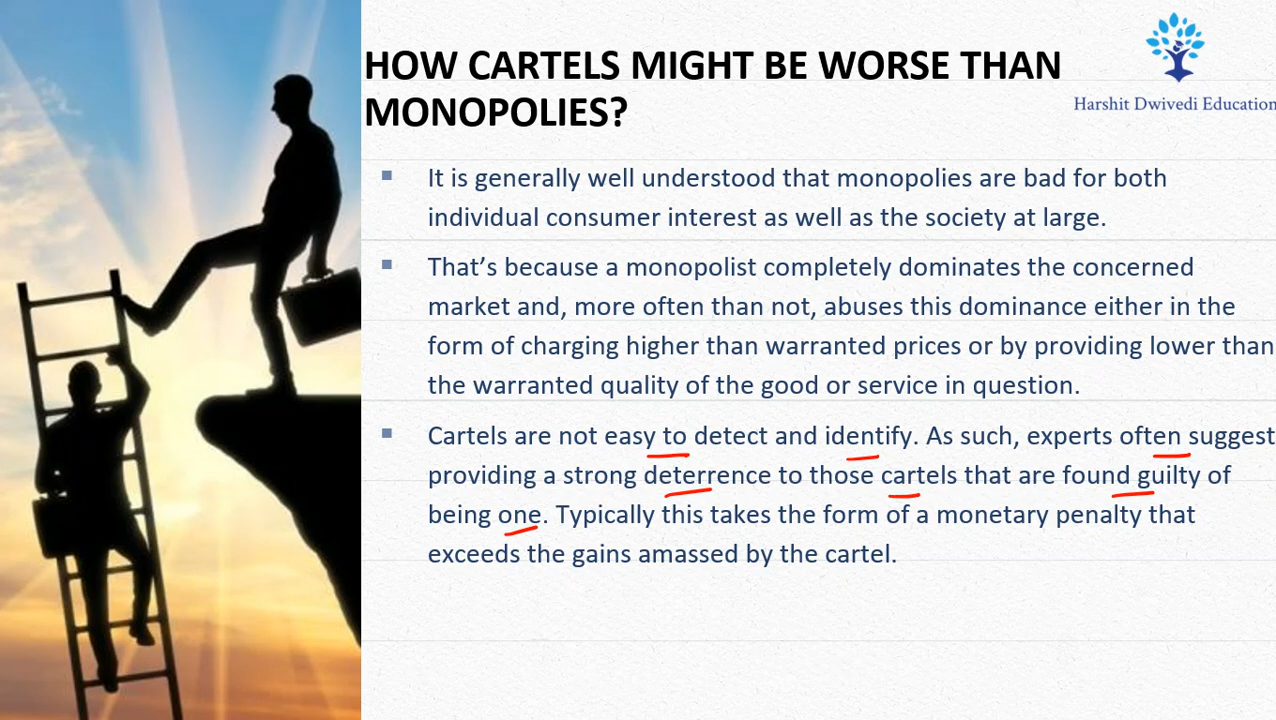 HOW CARTELS MIGHT BE WORSE THAN
MONOPOLIES?
Harshit Dwivedi Education
▪ It is generally well understood that monopolies are bad for both
individual consumer interest as well as the society at large.
▪ That’s because a monopolist completely dominates the concerned
market and, more often than not, abuses this dominance either in the
form of charging higher than warranted prices or by providing lower than
the warranted quality of the good or service in question.
▪ Cartels are not easy to detect and identify. As such, experts often suggest
providing a strong deterrence to those cartels that are found guilty of
being one. Typically this takes the form of a monetary penalty that
exceeds the gains amassed by the cartel.